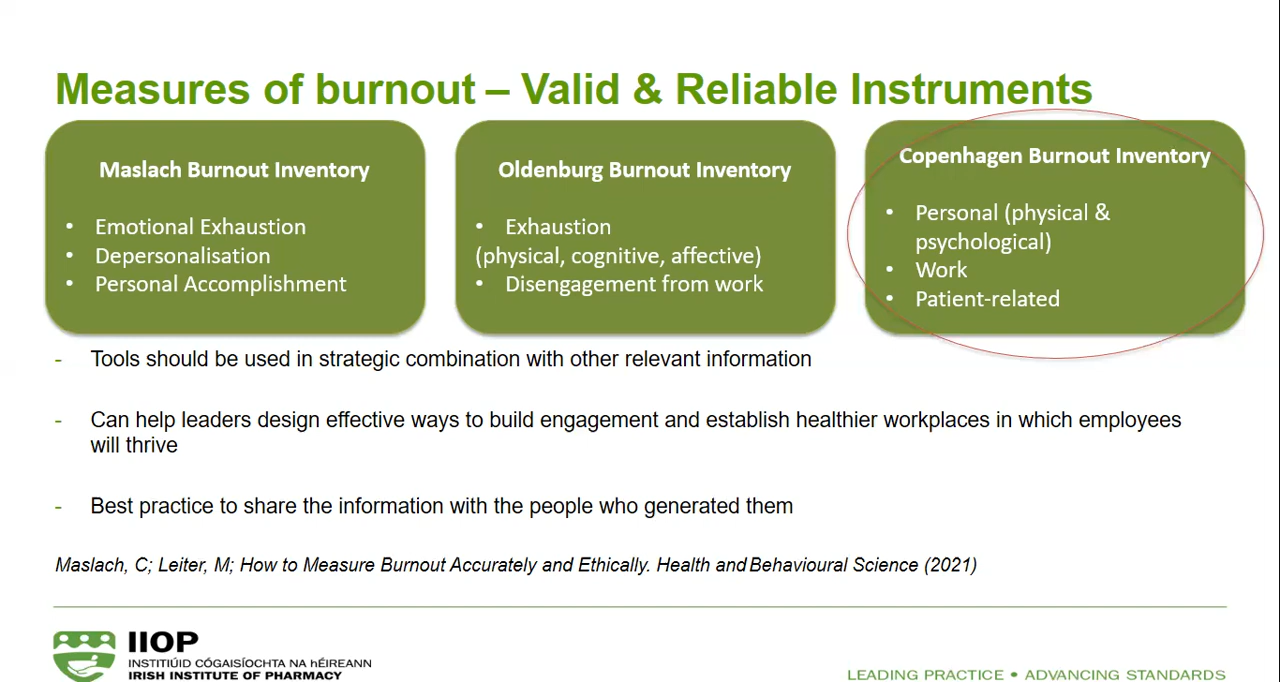 Measures of burnout – Valid & Reliable Instruments
Maslach Burnout Inventory
• Emotional Exhaustion
• Depersonalisation
• Personal Accomplishment
Oldenburg Burnout Inventory
• Exhaustion
(physical, cognitive, affective)
• Disengagement from work
Copenhagen Burnout Inventory
• Personal (physical &
psychological)
• Work
• Patient-related
- Tools should be used in strategic combination with other relevant information
- Can help leaders design effective ways to build engagement and establish healthier workplaces in which employees
will thrive
- Best practice to share the information with the people who generated them
Maslach, C; Leiter, M; How to Measure Burnout Accurately and Ethically. Health and Behavioural Science (2021)
IIOP
INSTITIÚID CÓGAISÍOCHTA NA hÉIREANN
IRISH INSTITUTE OF PHARMACY
LEADING PRACTICE • ADVANCING STANDARDS